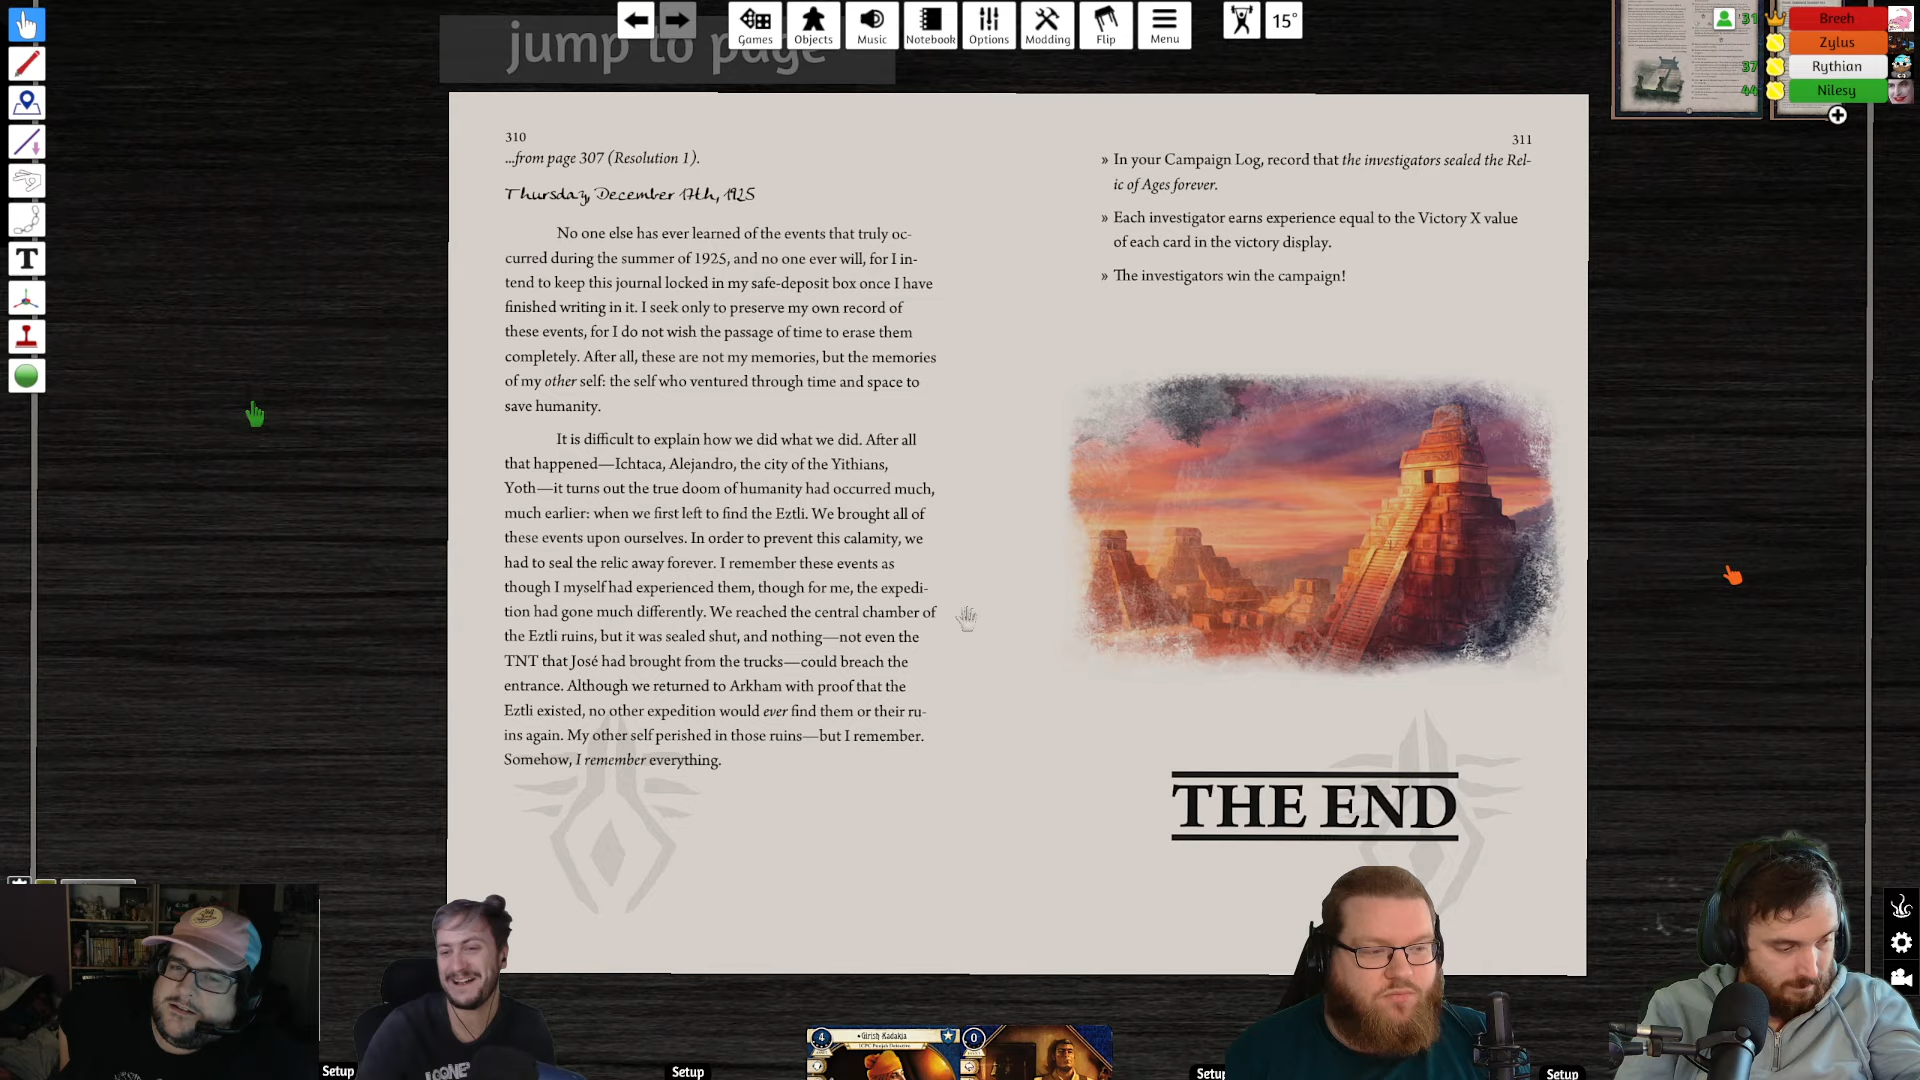 jump to page
Games
Objects
Music
Notebook
Options
Modding
Flip
Menu
15°
31
Breeh
Zylus
37
Rythian
44
Nilesy
310
...from page 307 (Resolution 1).
Thursday, December 17th, 1925
No one else has ever learned of the events that truly oc-
curred during the summer of 1925, and no one ever will, for I in-
tend to keep this journal locked in my safe-deposit box once I have
finished writing in it. I seek only to preserve my own record of
these events, for I do not wish the passage of time to erase them
completely. After all, these are not my memories, but the memories
of my other self: the self who ventured through time and space to
save humanity.
It is difficult to explain how we did what we did. After all
that happened—Ichtaca, Alejandro, the city of the Yithians,
Yoth—it turns out the true doom of humanity had occurred much,
much earlier: when we first left to find the Eztli. We brought all of
these events upon ourselves. In order to prevent this calamity, we
had to seal the relic away forever. I remember these events as
though I myself had experienced them, though for me, the expedi-
tion had gone much differently. We reached the central chamber of
the Eztli ruins, but it was sealed shut, and nothing—not even the
TNT that José had brought from the trucks—could breach the
entrance. Although we returned to Arkham with proof that the
Eztli existed, no other expedition would ever find them or their ru-
ins again. My other self perished in those ruins—but I remember.
Somehow, I remember everything.
311
» In your Campaign Log, record that the investigators sealed the Rel-
ic of Ages forever.
» Each investigator earns experience equal to the Victory X value
of each card in the victory display.
» The investigators win the campaign!
THE END
4
Girish Kadakia
0
Setup
Setup
Setup
Setup